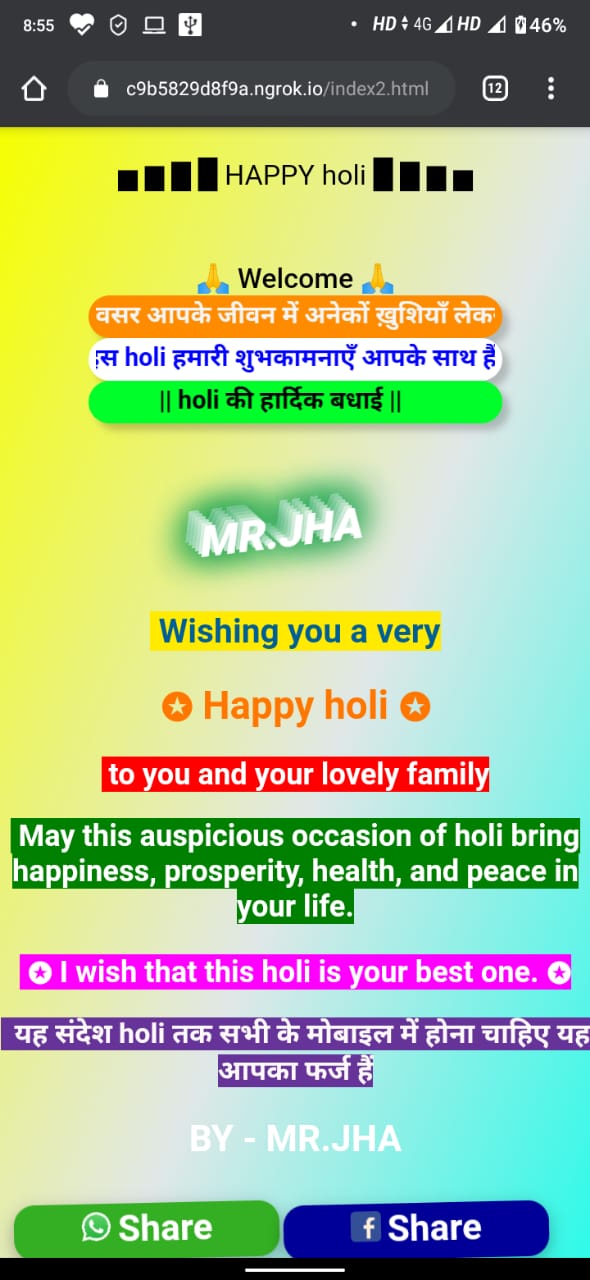 8:55
HD 4G HD 46%
c9b5829d8f9a.ngrok.io/index2.html
12
HAPPY holi
🙏 Welcome 🙏
वसर आपके जीवन में अनेकों ख़ुशियाँ लेक
इस holi हमारी शुभकामनाएँ आपके साथ हैं
|| holi की हार्दिक बधाई ||
MR.JHA
Wishing you a very
✪ Happy holi ✪
to you and your lovely family
May this auspicious occasion of holi bring
happiness, prosperity, health, and peace in
your life.
✪ I wish that this holi is your best one. ✪
यह संदेश holi तक सभी के मोबाइल में होना चाहिए यह
आपका फर्ज हैं
BY - MR.JHA
Share
Share